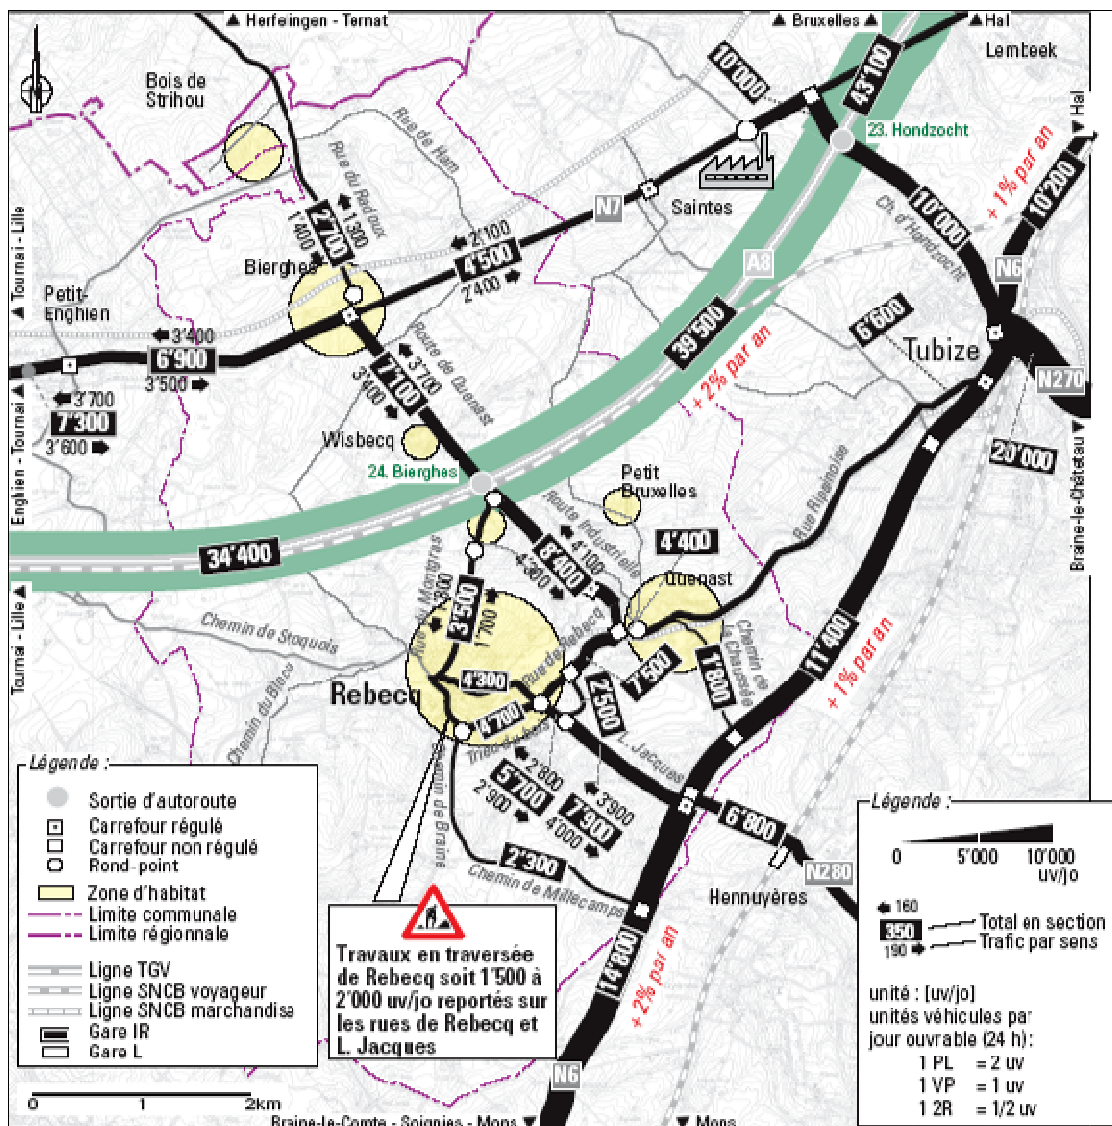 ▲ Herfelingen - Ternat
▲ Bruxelles ▲
▲ Hal
Lembeek
Bois de
Strihou
10'000
43'100
23. Hondzocht
▼ Hal
Rue de Ham
Rue du Radoux
+ 1% par an
10'200
N7
Saintes
10'000
Ch. d'Hondzocht
1'300
2'700
1'400
2'100
4'500
2'400
Bierghes
A8
N6
▲ Tournai - Lille
Petit-
Enghien
3'400
6'900
3'500
Route de Quenast
39'500
6'600
Tubize
+ 2% par an
3'700
7'100
3'400
N270
3'700
7'300
3'600
Enghien - Tournai ▲
Wisbecq
24. Bierghes
Petit
Bruxelles
20'000
Braine-le-Château ▼
Rue Ripainoise
34'400
Route Industrielle
4'100
8'400
4'300
4'400
Quenast
Tournai - Lille ▲
Chemin de Stoquois
3'500
1'700
Rue de Rebecq
Chemin de
la Chaussée
11'400
7'500
1'800
+ 1% par an
Rebecq
4'300
2'500
4'700
L. Jacques
Chemin de Braine
2'800
5'700
2'900
3'900
7'900
4'000
6'800
2'300
Chemin de Millecamps
Hennuyères
N280
14'800
+ 2% par an
N6
Légende :
Sortie d'autoroute
Carrefour régulé
Carrefour non régulé
Rond-point
Zone d'habitat
Limite communale
Limite régionnale
Ligne TGV
Ligne SNCB voyageur
Ligne SNCB marchandise
Gare IR
Gare L
0 1 2km
Travaux en traversée
de Rebecq soit 1'500 à
2'000 uv/jo reportés sur
les rues de Rebecq et
L. Jacques
Légende :
0 5'000 10'000
uv/jo
160
350
190
Total en section
Trafic par sens
unité : [uv/jo]
unités véhicules par
jour ouvrable (24 h) :
1 PL = 2 uv
1 VP = 1 uv
1 2R = 1/2 uv
Braine-le-Comte - Soignies - Mons ▼
▼ Mons